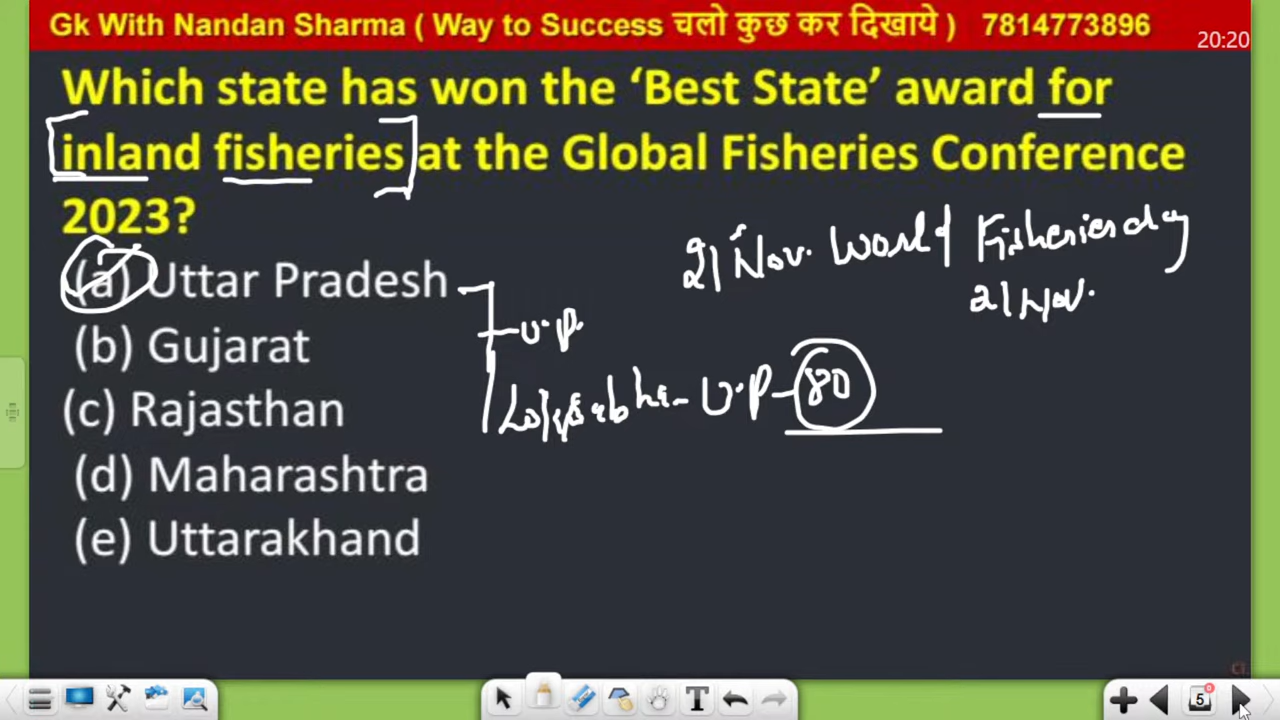 Gk With Nandan Sharma ( Way to Success चलो कुछ कर दिखाये ) 7814773896
20:20
Which state has won the ‘Best State’ award for
inland fisheries at the Global Fisheries Conference
2023?
21 Nov. World Fisheries day
21 Nov.
(a) Uttar Pradesh
U.P.
(b) Gujarat
U.P - 80
(c) Rajasthan
(d) Maharashtra
(e) Uttarakhand
T
5
0